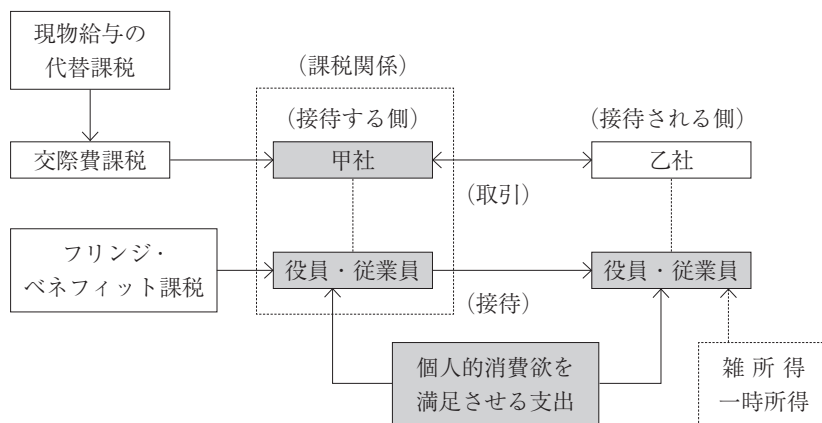 現物給与の
代替課税
（課税関係）
（接待する側）
（接待される側）
交際費課税
甲社
乙社
（取引）
フリンジ・
ベネフィット課税
役員・従業員
役員・従業員
（接待）
個人的消費欲を
満足させる支出
雑 所 得
一時所得